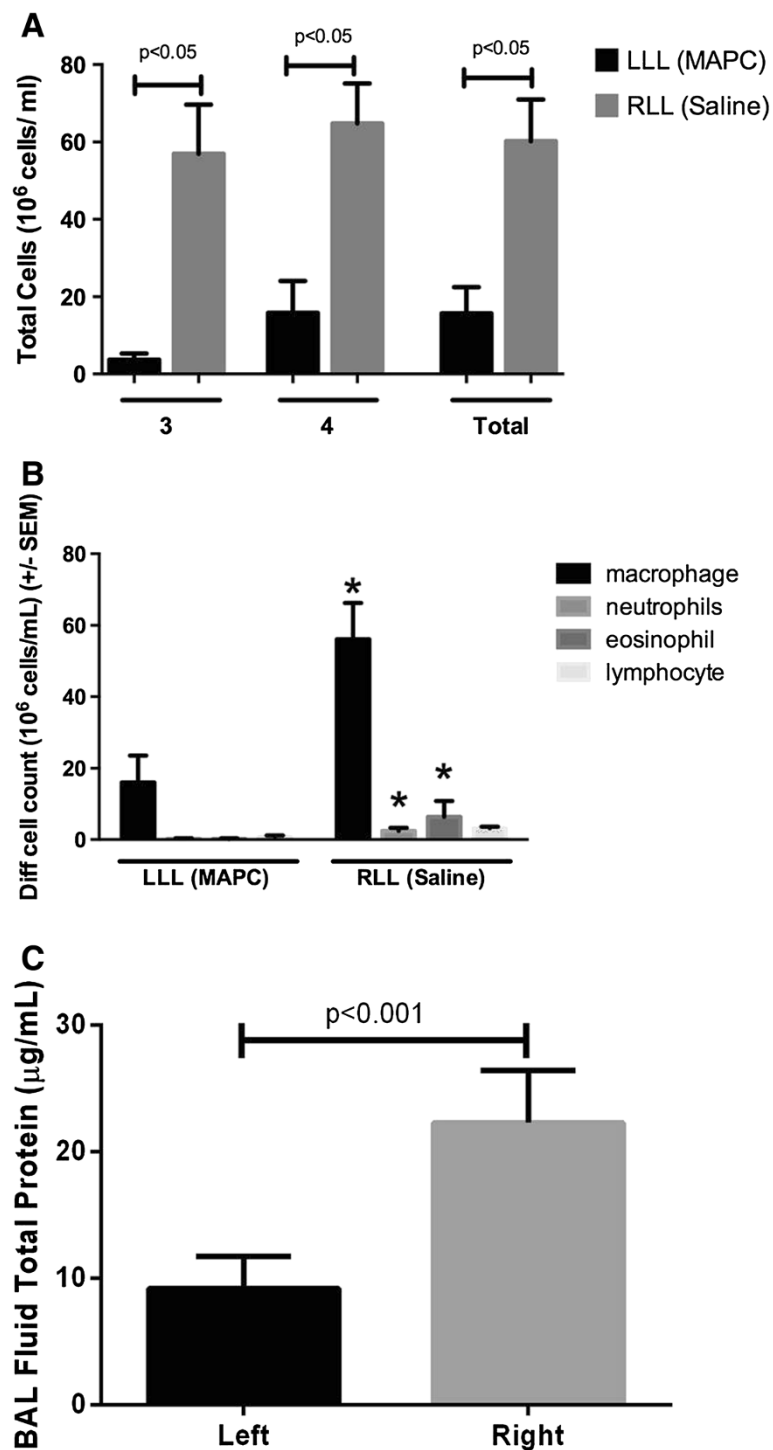 A
p<0.05
p<0.05
p<0.05
LLL (MAPC)
RLL (Saline)
Total Cells (10⁶ cells/ ml)
80
60
40
20
0
3
4
Total
B
Diff cell count (10⁶ cells/mL) (+/- SEM)
80
60
40
20
0
*
*
*
macrophage
neutrophils
eosinophil
lymphocyte
LLL (MAPC)
RLL (Saline)
C
BAL Fluid Total Protein (μg/mL)
p<0.001
30
20
10
0
Left
Right